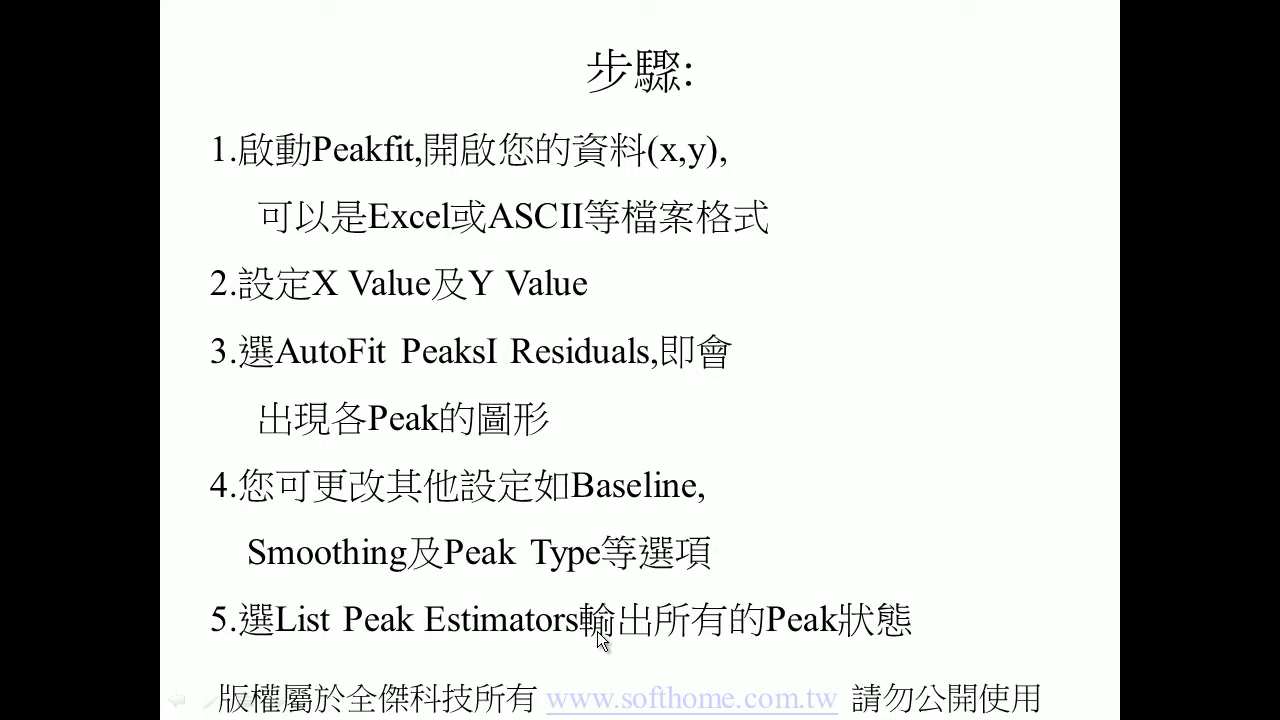 步驟:
1.啟動Peakfit,開啟您的資料(x,y),
可以是Excel或ASCII等檔案格式
2.設定X Value及Y Value
3.選AutoFit PeaksI Residuals,即會
出現各Peak的圖形
4.您可更改其他設定如Baseline,
Smoothing及Peak Type等選項
5.選List Peak Estimators輸出所有的Peak狀態
版權屬於全傑科技所有 www.softhome.com.tw 請勿公開使用